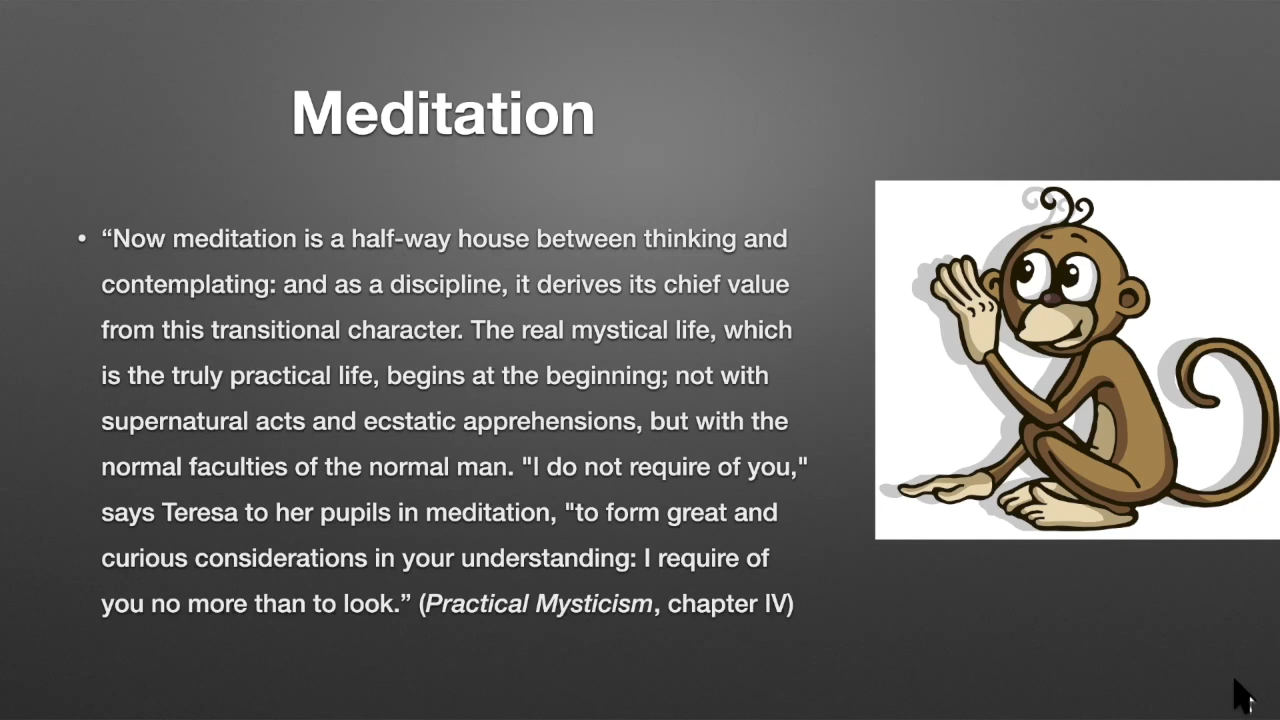 Meditation
• “Now meditation is a half-way house between thinking and
contemplating: and as a discipline, it derives its chief value
from this transitional character. The real mystical life, which
is the truly practical life, begins at the beginning; not with
supernatural acts and ecstatic apprehensions, but with the
normal faculties of the normal man. "I do not require of you,"
says Teresa to her pupils in meditation, "to form great and
curious considerations in your understanding: I require of
you no more than to look.” (Practical Mysticism, chapter IV)